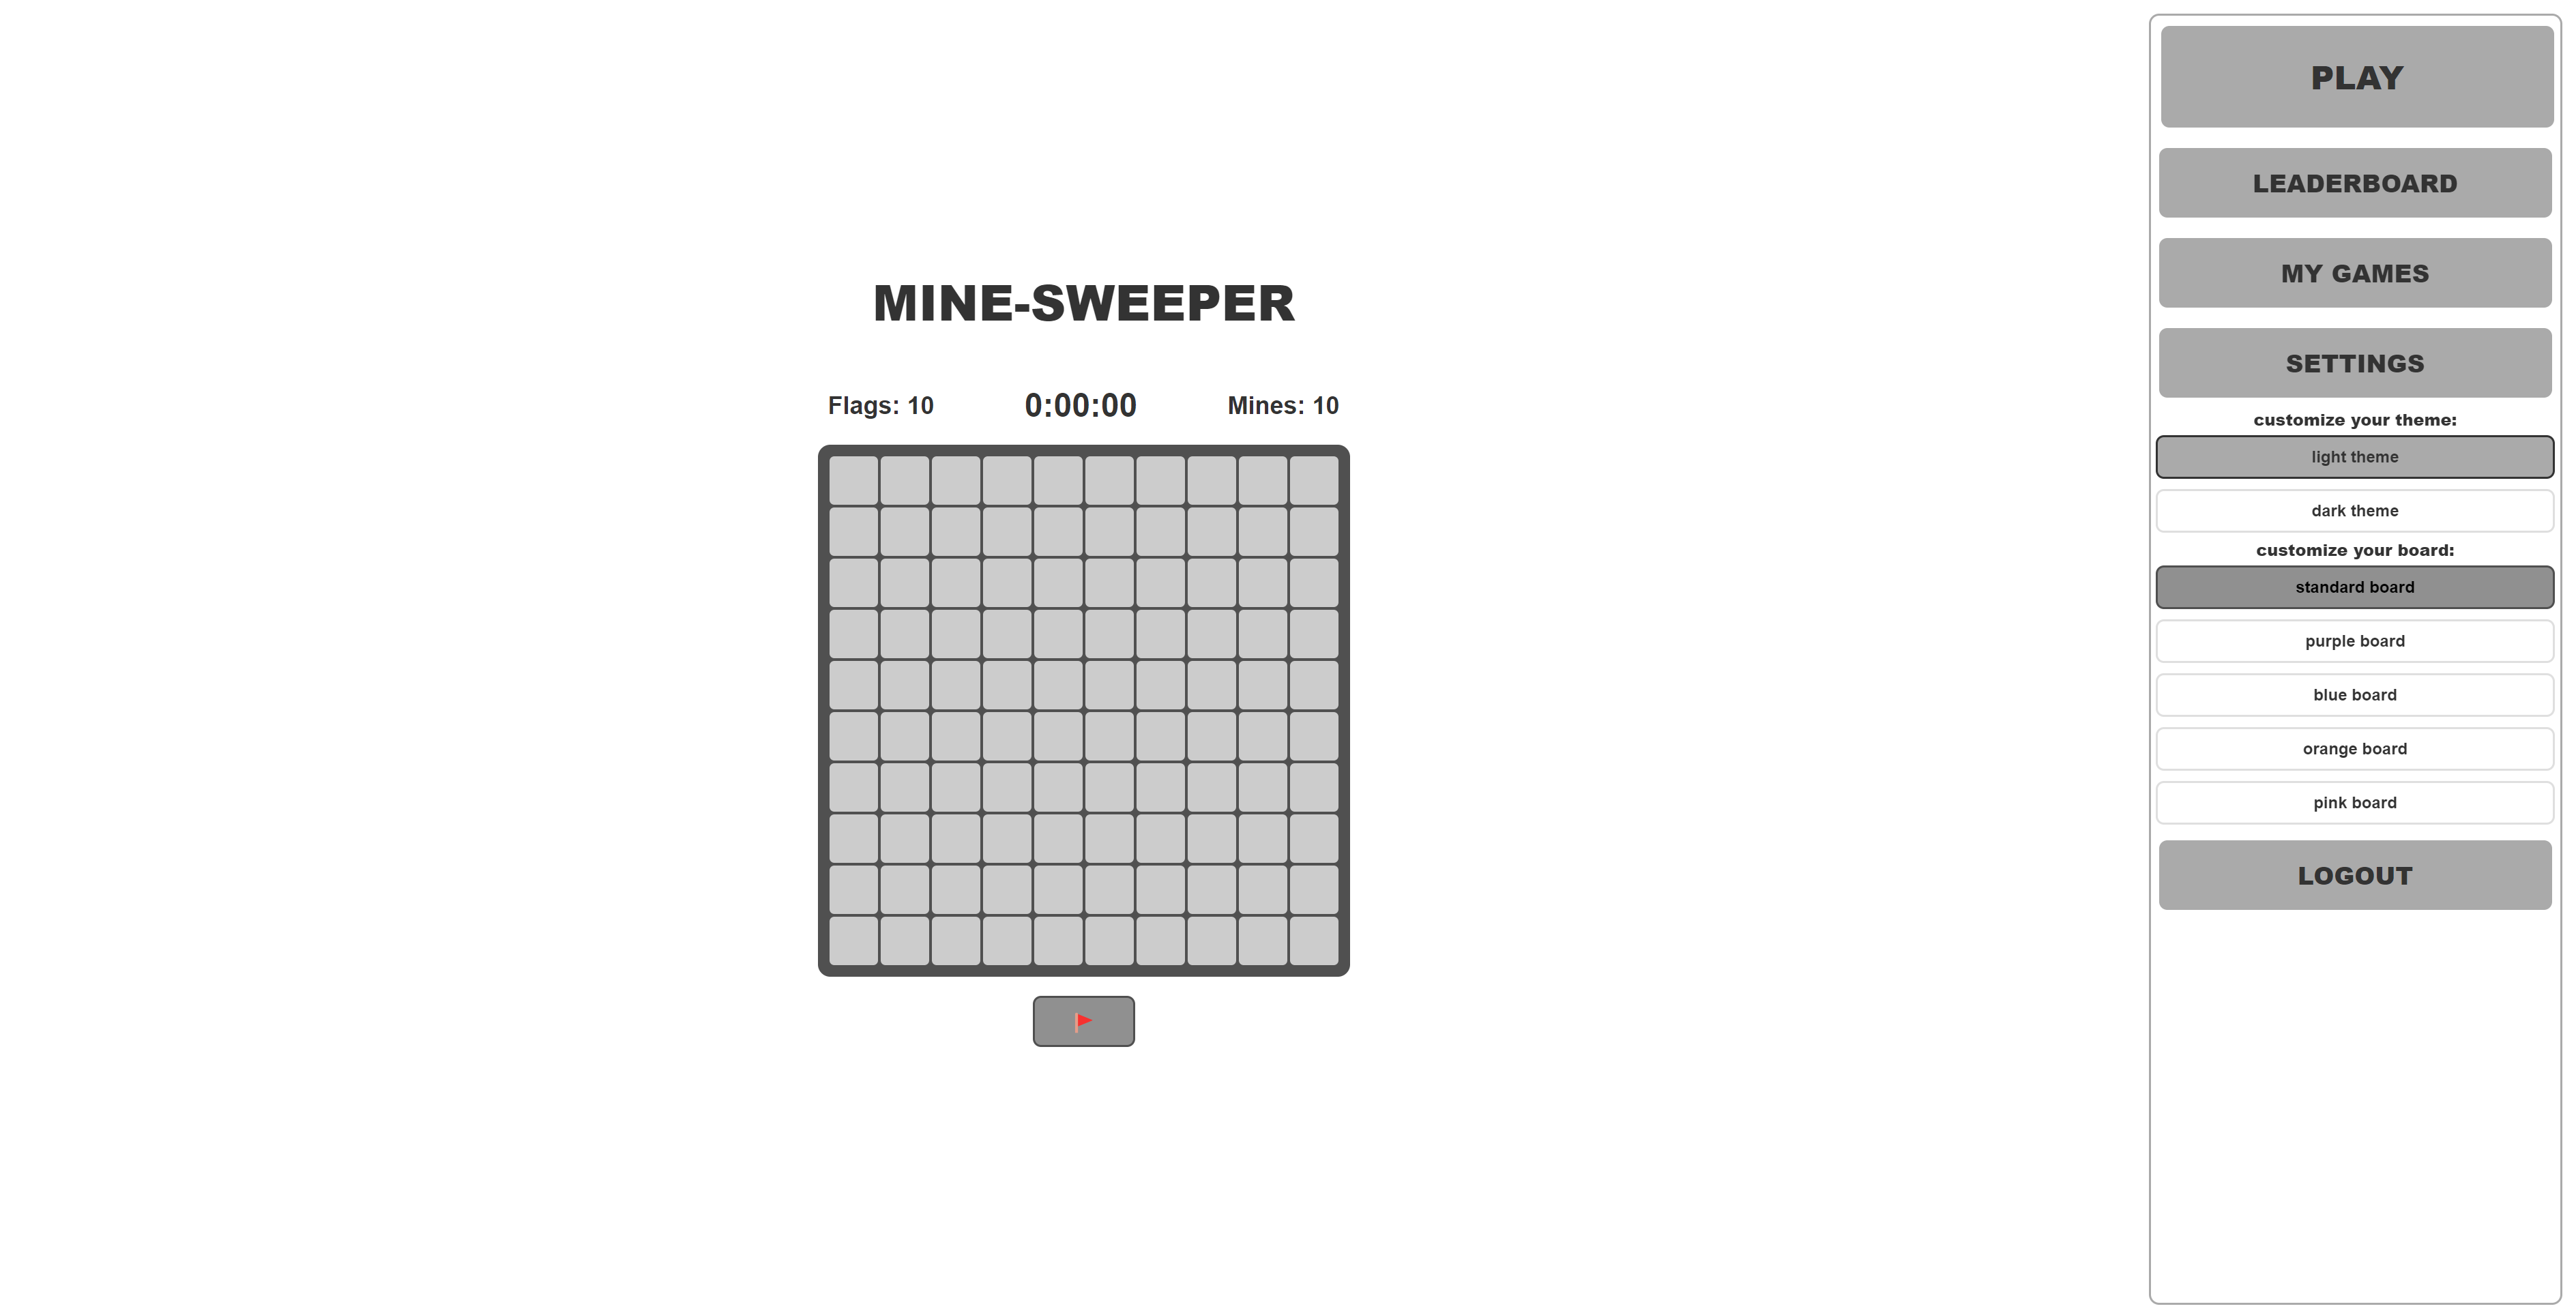 MINE-SWEEPER
Flags: 10 0:00:00 Mines: 10
PLAY
LEADERBOARD
MY GAMES
SETTINGS
customize your theme:
light theme
dark theme
customize your board:
standard board
purple board
blue board
orange board
pink board
LOGOUT